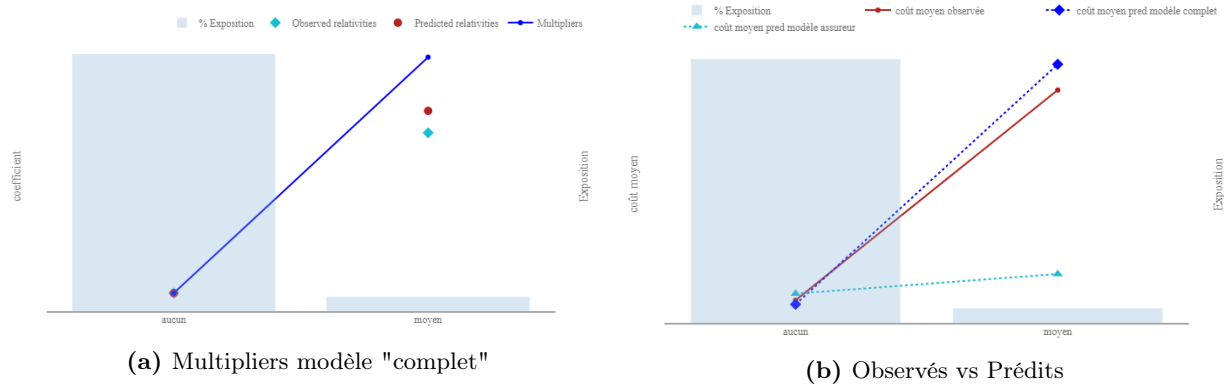 % Exposition Observed relativities Predicted relativities Multipliers
coefficient
Exposition
aucun moyen
(a) Multipliers modèle "complet"
% Exposition coût moyen observée coût moyen pred modèle complet
coût moyen pred modèle assureur
coût moyen
Exposition
aucun moyen
(b) Observés vs Prédits